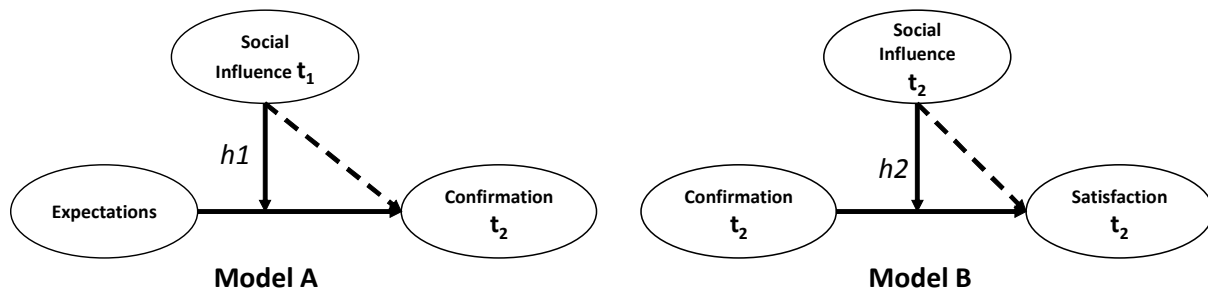 Social
Influence t₁
h1
Expectations
Confirmation
t₂
Model A
Social
Influence
t₂
h2
Confirmation
t₂
Satisfaction
t₂
Model B